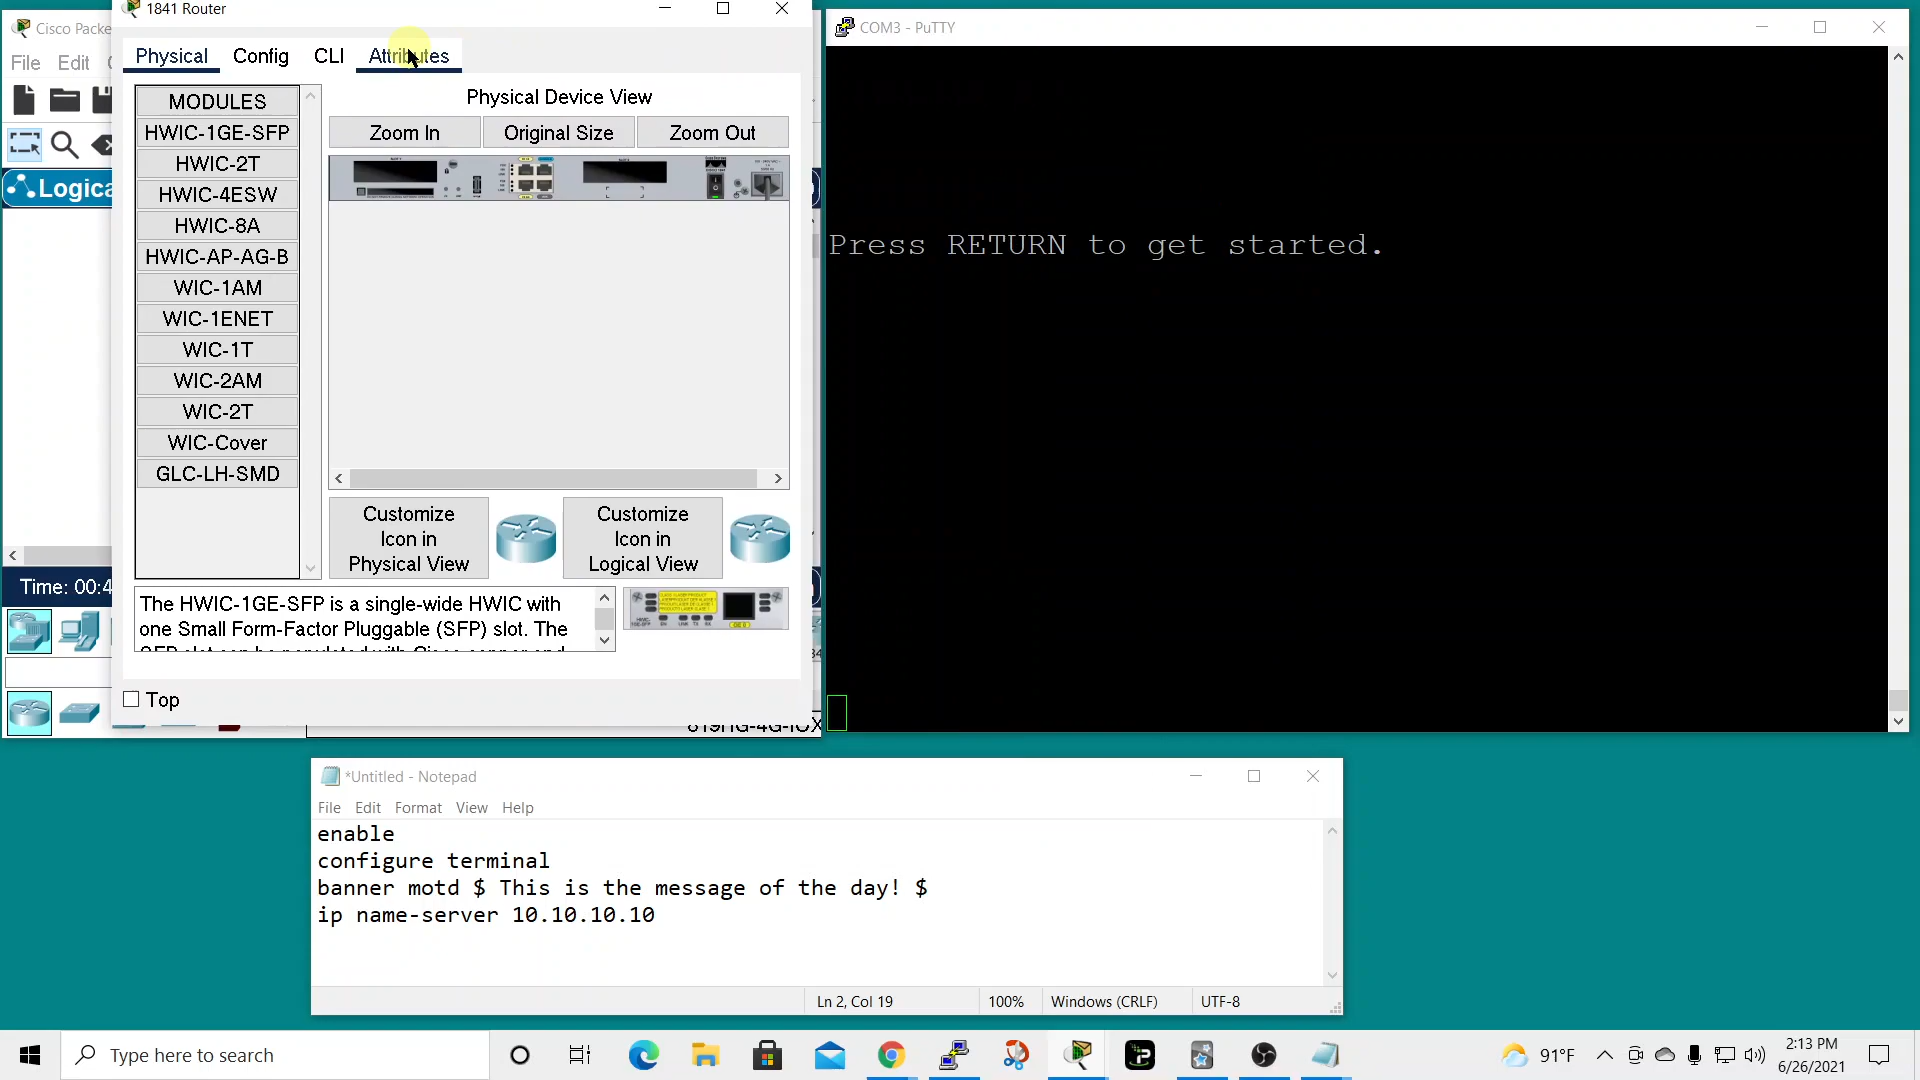 1841 Router
Cisco Packe
File Edit
Logica
Time: 00:4
Physical Config CLI Attributes
MODULES
HWIC-1GE-SFP
HWIC-2T
HWIC-4ESW
HWIC-8A
HWIC-AP-AG-B
WIC-1AM
WIC-1ENET
WIC-1T
WIC-2AM
WIC-2T
WIC-Cover
GLC-LH-SMD
Physical Device View
Zoom In Original Size Zoom Out
Customize
Icon in
Physical View
Customize
Icon in
Logical View
The HWIC-1GE-SFP is a single-wide HWIC with
one Small Form-Factor Pluggable (SFP) slot. The
Top
COM3 - PuTTY
Press RETURN to get started.
*Untitled - Notepad
File Edit Format View Help
enable
configure terminal
banner motd $ This is the message of the day! $
ip name-server 10.10.10.10
Ln 2, Col 19 100% Windows (CRLF) UTF-8
Type here to search
91°F
2:13 PM
6/26/2021